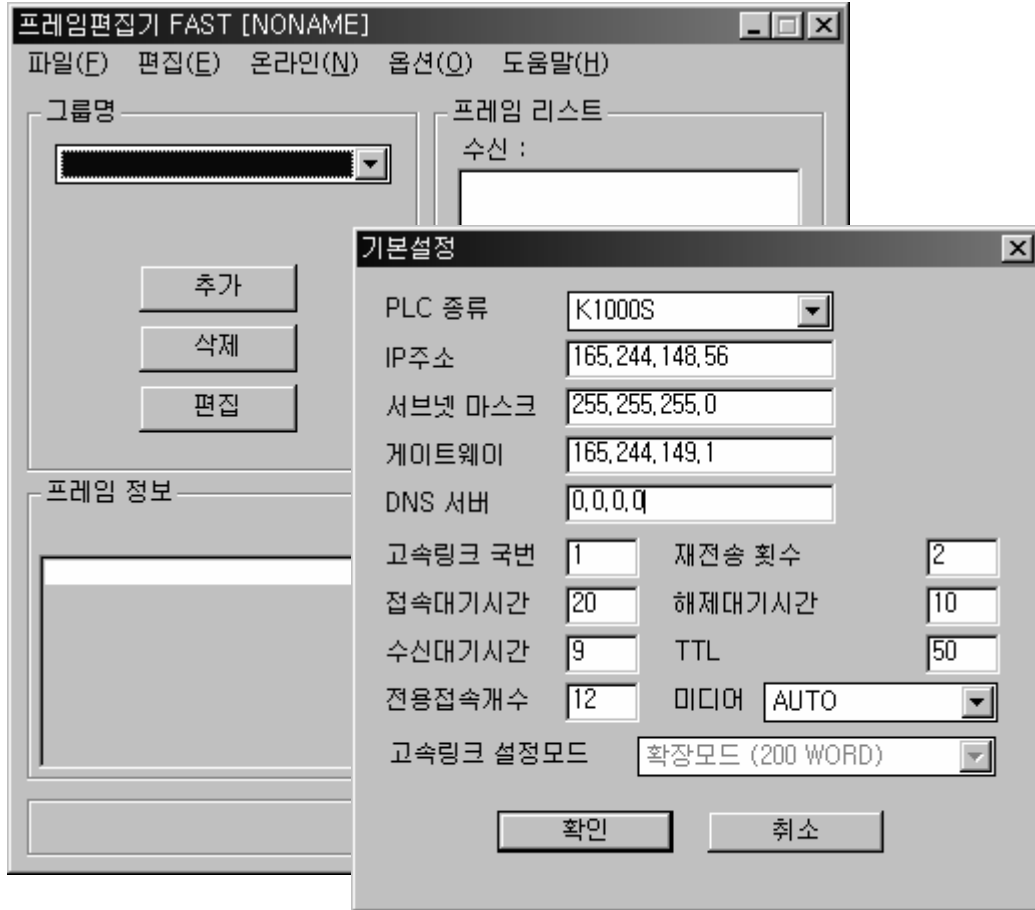 프레임편집기 FAST [NONAME]
파일(F) 편집(E) 온라인(N) 옵션(O) 도움말(H)
그룹명
프레임 리스트
수신 :
추가
삭제
편집
프레임 정보
기본설정
PLC 종류 K1000S
IP주소 165,244,148,56
서브넷 마스크 255,255,255,0
게이트웨이 165,244,149,1
DNS 서버 0,0,0,0
고속링크 국번 1 재전송 횟수 2
접속대기시간 20 해제대기시간 10
수신대기시간 9 TTL 50
전용접속개수 12 미디어 AUTO
고속링크 설정모드 확장모드 (200 WORD)
확인 취소